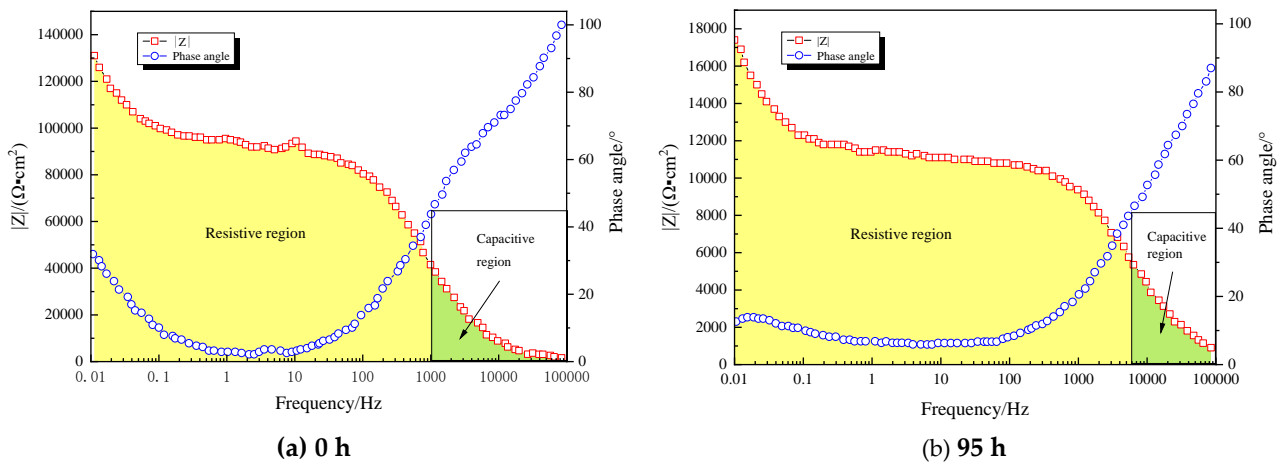 |Z|
Phase angle
140000
120000
100000
80000
60000
40000
20000
0
|Z|/(Ω▪cm²)
Resistive region
Capacitive
region
100
80
60
40
20
0
Phase angle/°
0.01 0.1 1 10 100 1000 10000 100000
Frequency/Hz
(a) 0 h
|Z|
Phase angle
18000
16000
14000
12000
10000
8000
6000
4000
2000
0
|Z|/(Ω▪cm²)
Resistive region
Capacitive
region
100
80
60
40
20
0
Phase angle/°
0.01 0.1 1 10 100 1000 10000 100000
Frequency/Hz
(b) 95 h